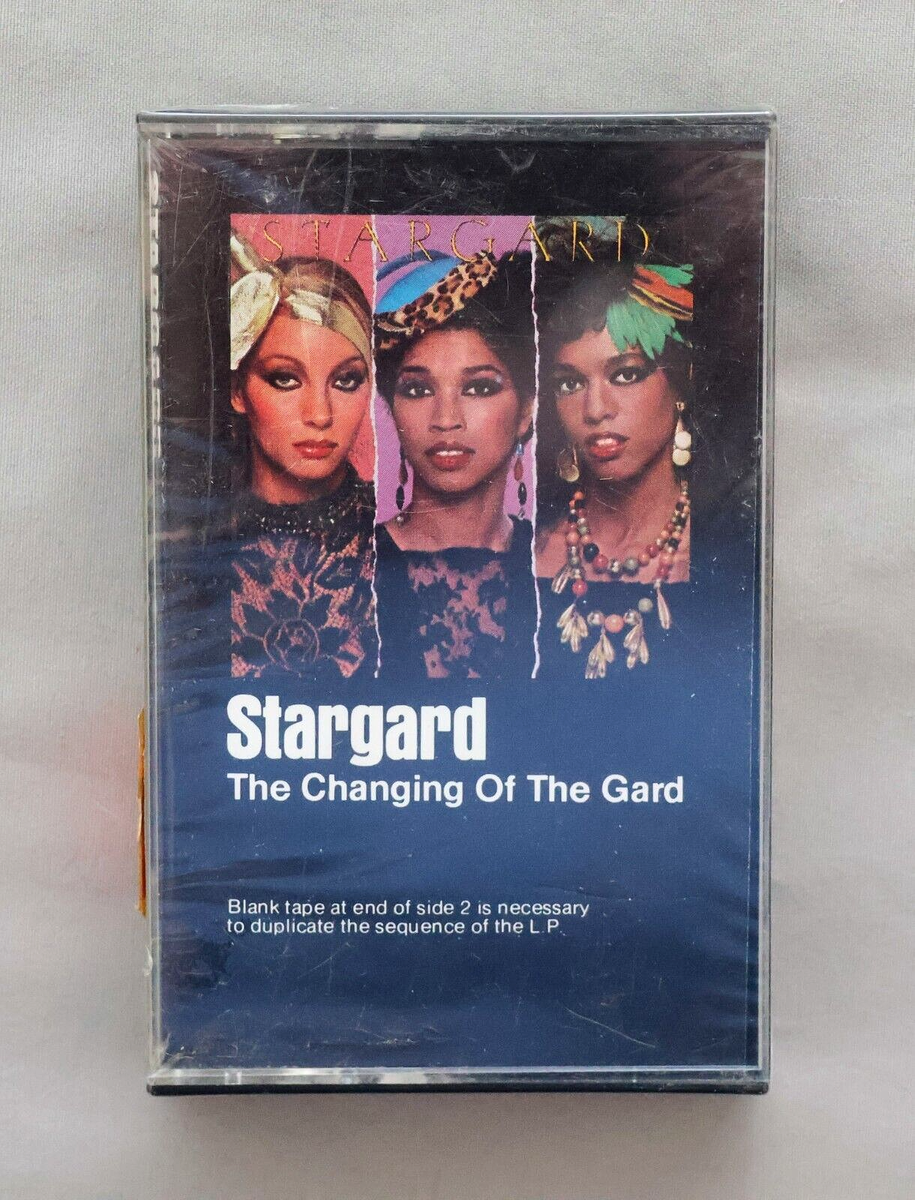 STARGARD
Stargard
The Changing Of The Gard
Blank tape at end of side 2 is necessary
to duplicate the sequence of the L.P.